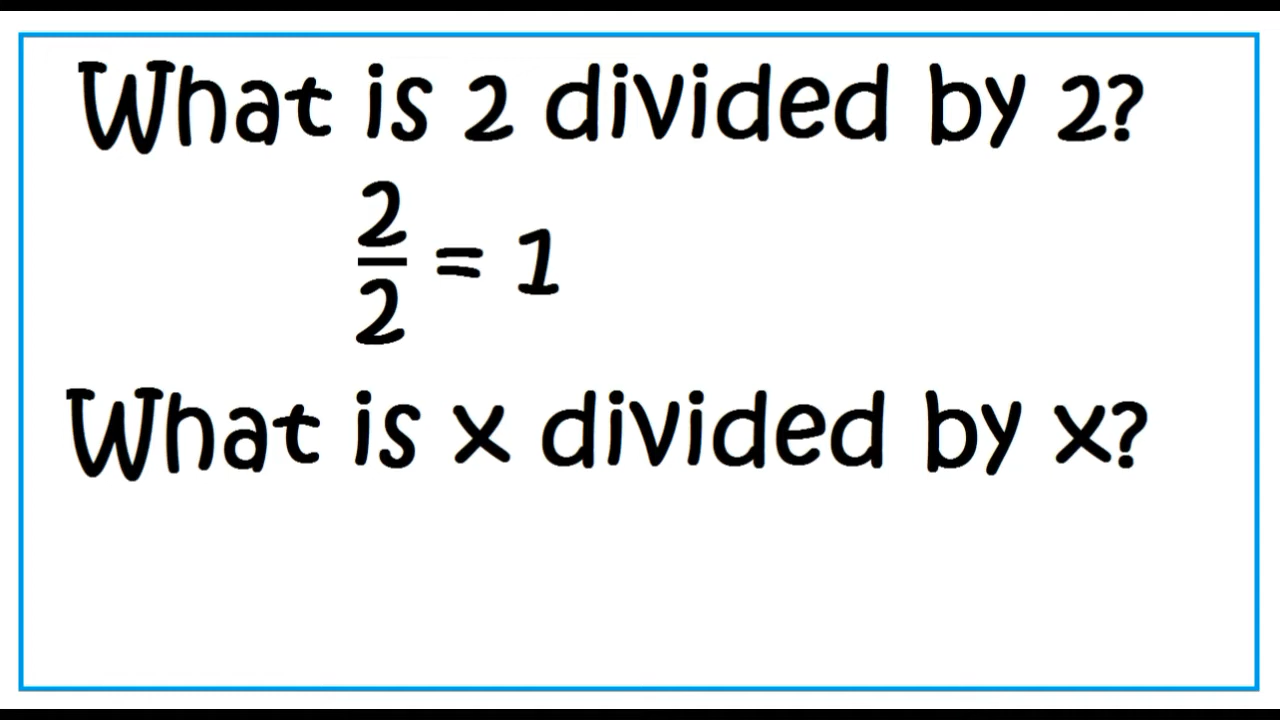 What is 2 divided by 2?
2/2 = 1
What is x divided by x?